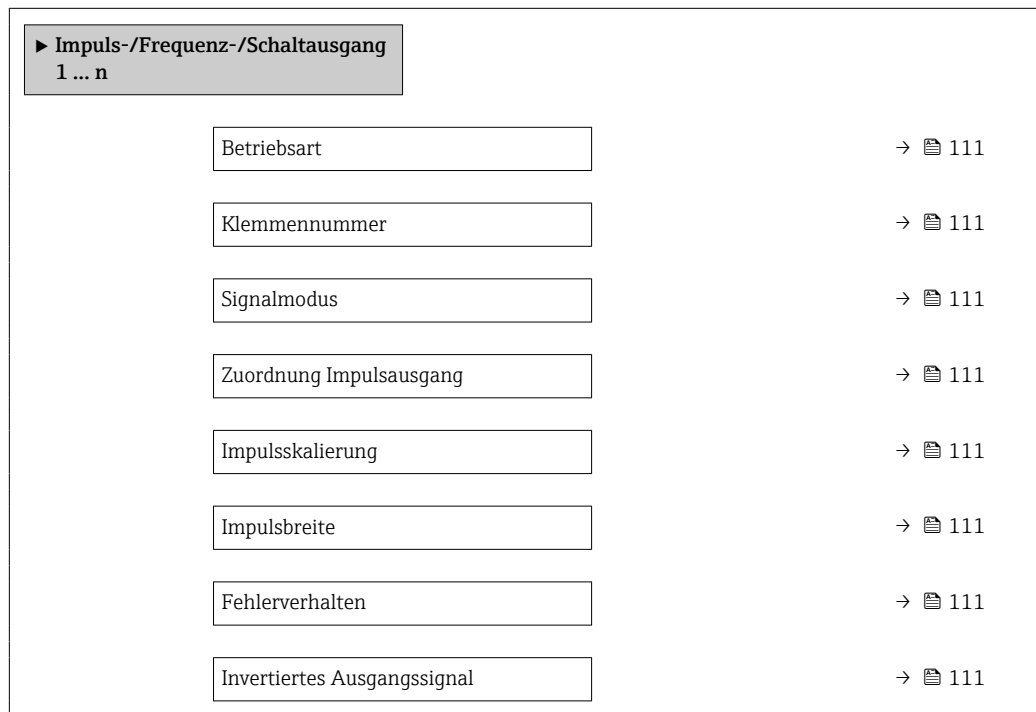 ► Impuls-/Frequenz-/Schaltausgang
1 ... n
Betriebsart → 111
Klemmennummer → 111
Signalmodus → 111
Zuordnung Impulsausgang → 111
Impulsskalierung → 111
Impulsbreite → 111
Fehlerverhalten → 111
Invertiertes Ausgangssignal → 111